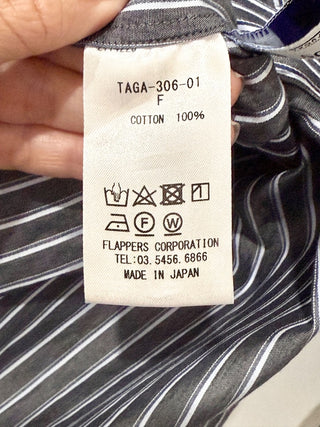 TAGA-306-01
F
COTTON 100%
F W
FLAPPERS CORPORATION
TEL:03.5456.6866
MADE IN JAPAN